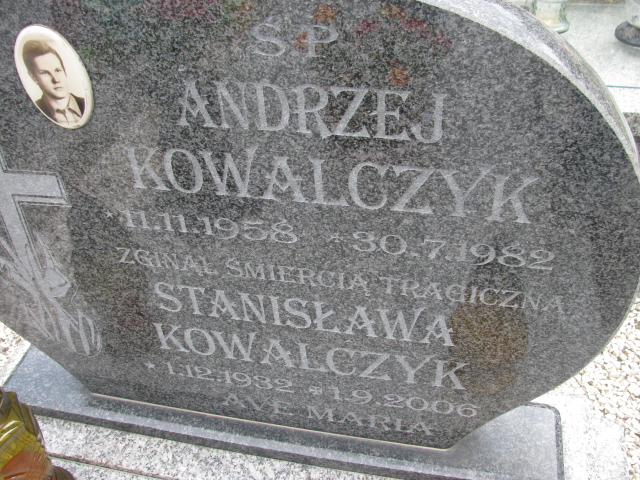 Ś.P.
ANDRZEJ
KOWALCZYK
*11.11.1958 +30.7.1982
ZGINĄŁ ŚMIERCIĄ TRAGICZNĄ
STANISŁAWA
KOWALCZYK
*1.12.1932 +1.9.2006
AVE MARIA